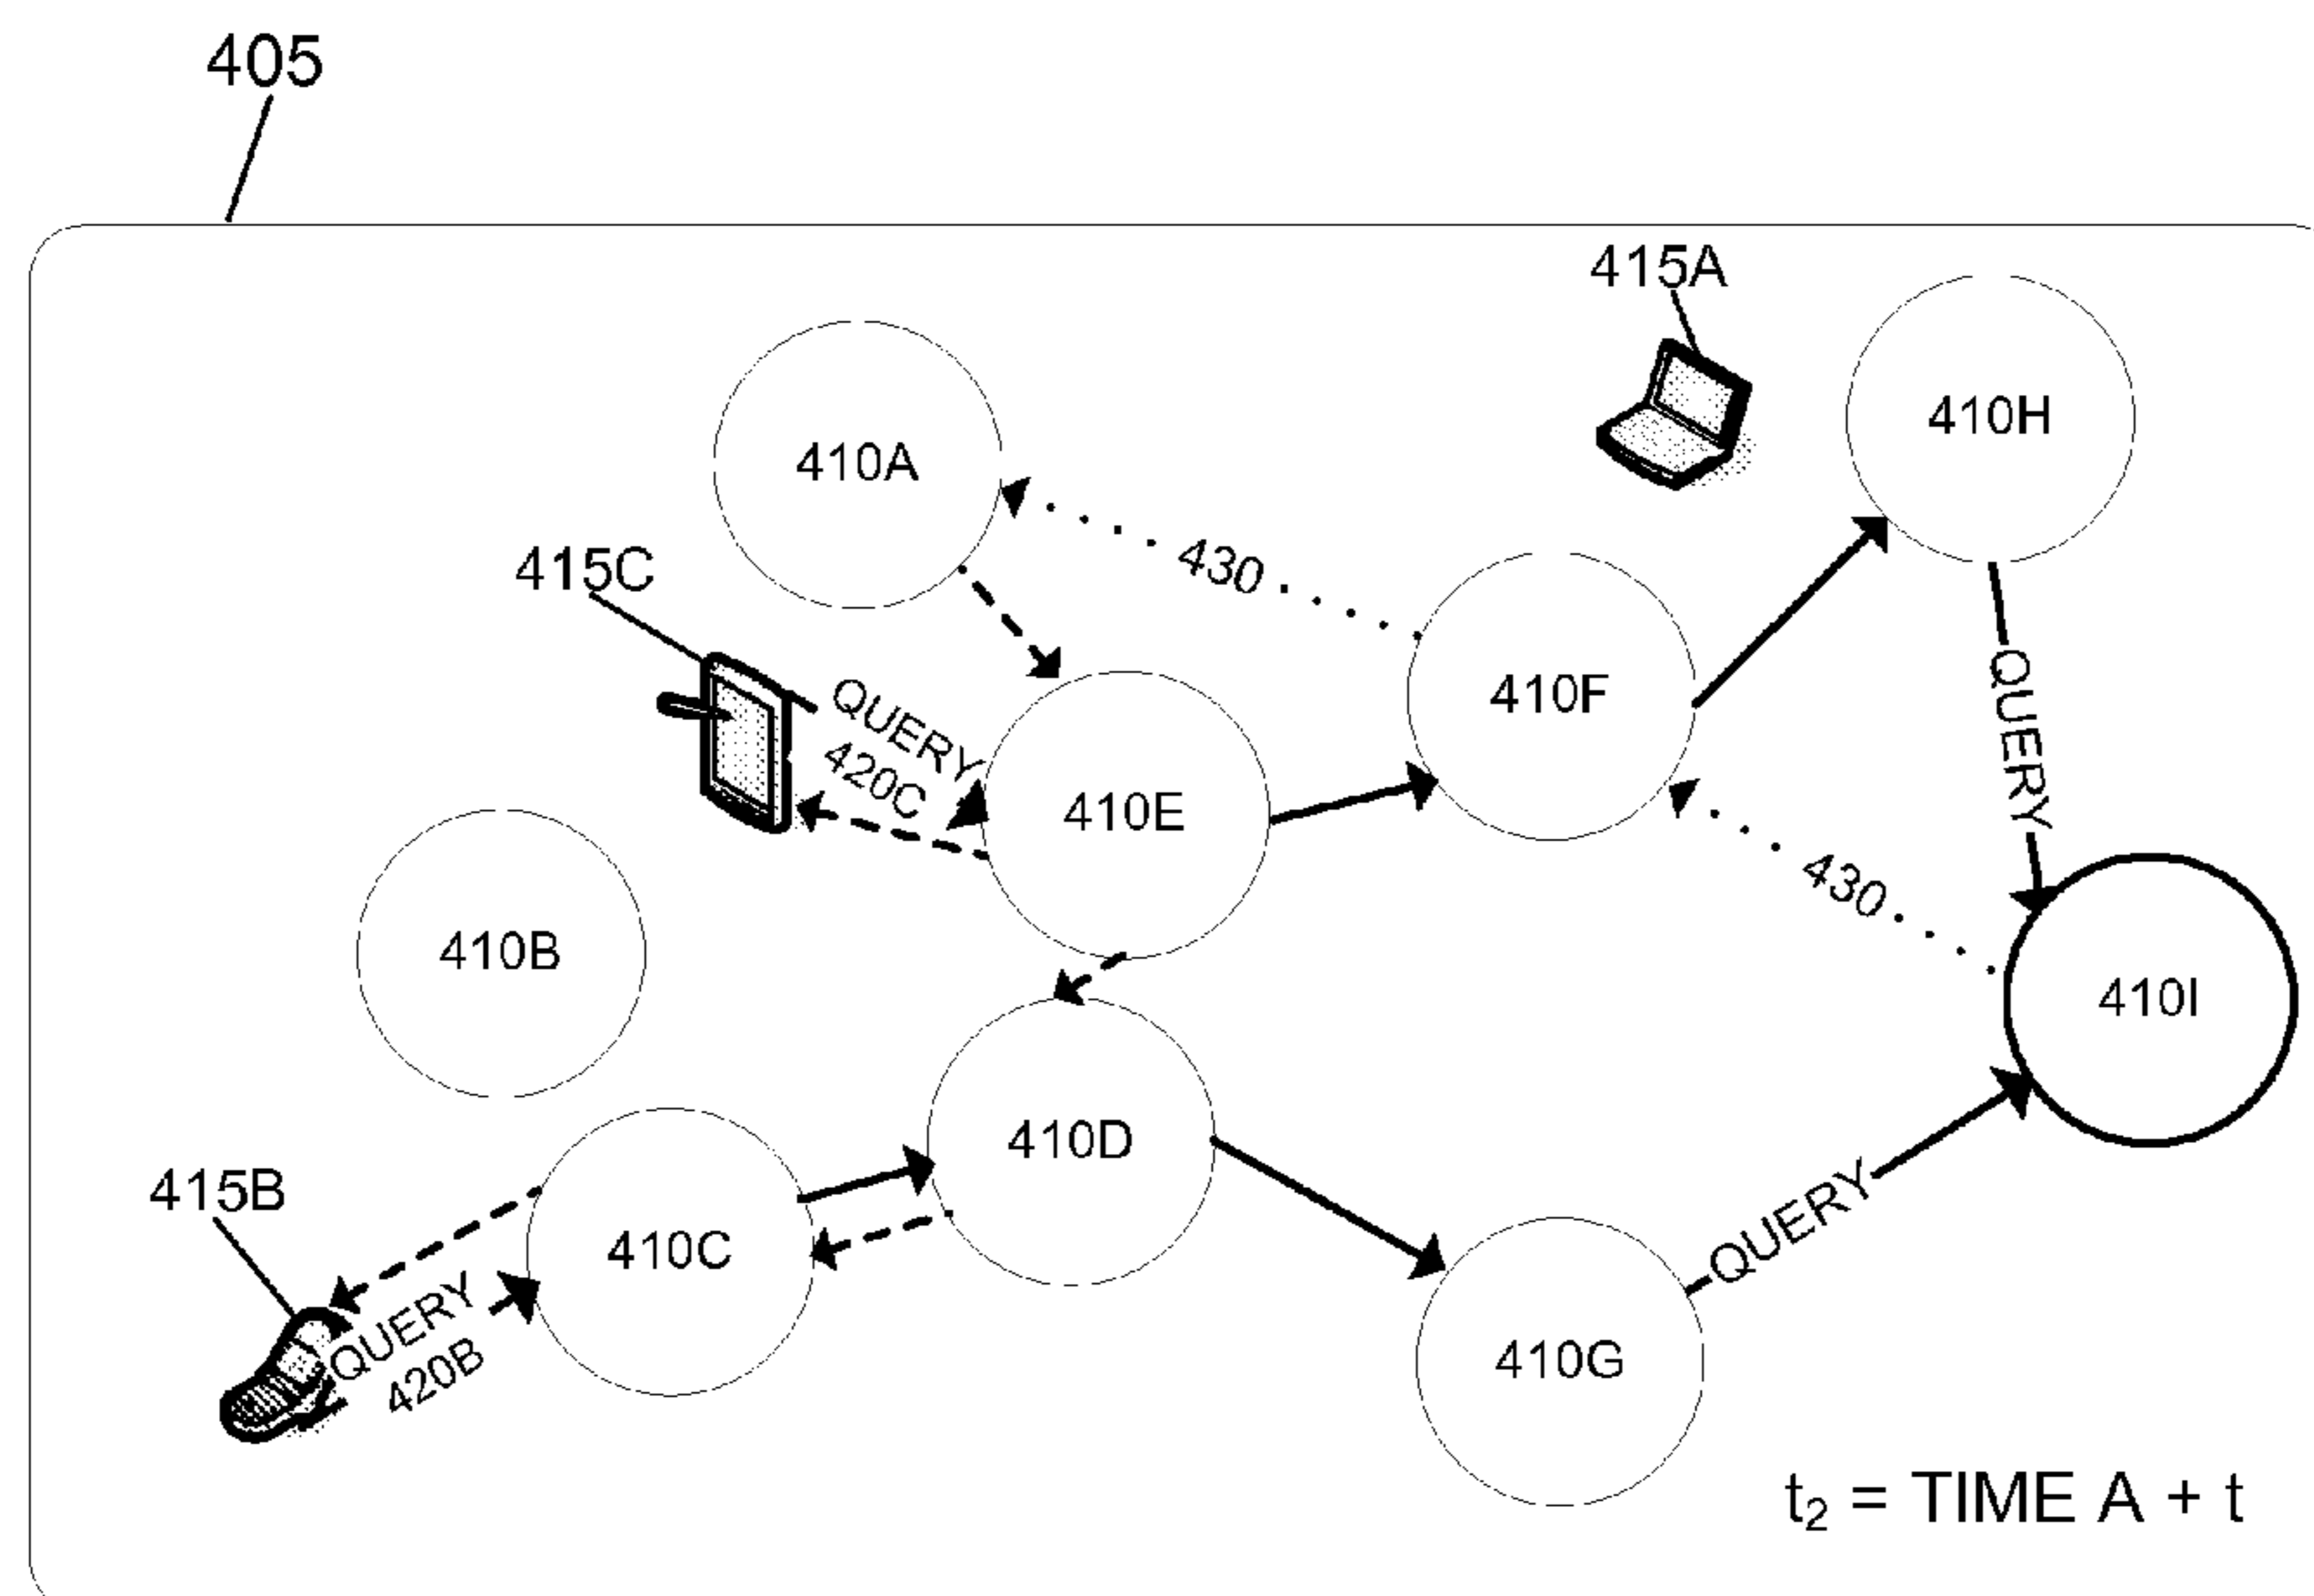 405
415A
410H
410A
430
415C
410F
QUERY
420C
QUERY
410E
430
410B
410I
410D
415B
410C
QUERY
QUERY
420B
410G
t₂ = TIME A + t